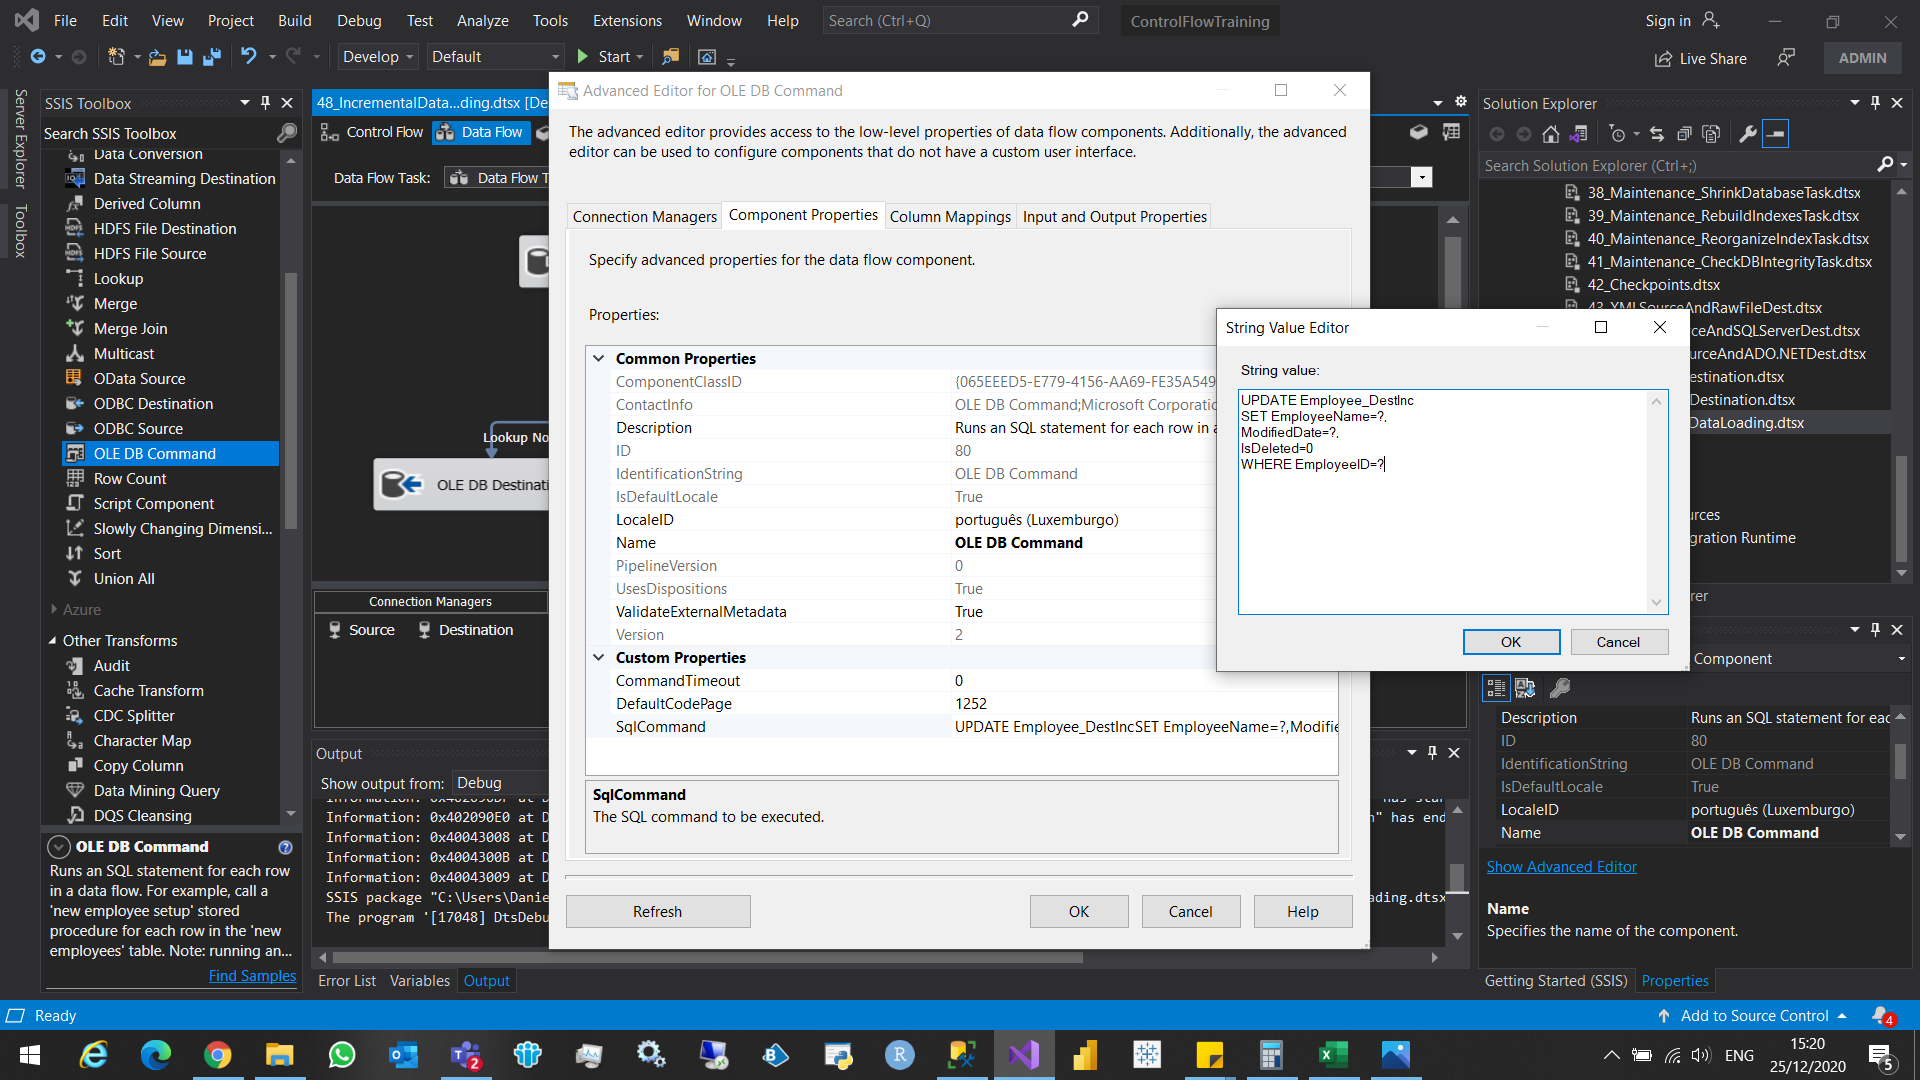 File Edit View Project Build Debug Test Analyze Tools Extensions Window Help Search (Ctrl+Q) ControlFlowTraining Sign in
Develop Default Start Live Share ADMIN
Server Explorer
Toolbox
SSIS Toolbox
Search SSIS Toolbox
Data Conversion
Data Streaming Destination
Derived Column
HDFS File Destination
HDFS File Source
Lookup
Merge
Merge Join
Multicast
OData Source
ODBC Destination
ODBC Source
OLE DB Command
Row Count
Script Component
Slowly Changing Dimensi...
Sort
Union All
Azure
Other Transforms
Audit
Cache Transform
CDC Splitter
Character Map
Copy Column
Data Mining Query
DQS Cleansing
OLE DB Command
Runs an SQL statement for each row
in a data flow. For example, call a
'new employee setup' stored
procedure for each row in the 'new
employees' table. Note: running an...
Find Samples
48_IncrementalData...ding.dtsx [De
Control Flow Data Flow
Data Flow Task: Data Flow T
Lookup No
OLE DB Destinati
Connection Managers
Source Destination
Output
Show output from: Debug
Information: 0x402090E0 at D
Information: 0x40043008 at D
Information: 0x4004300B at D
Information: 0x40043009 at D
SSIS package "C:\Users\Danie
The program '[17048] DtsDebu
" has end
ading.dtsx
Error List Variables Output
Advanced Editor for OLE DB Command
The advanced editor provides access to the low-level properties of data flow components. Additionally, the advanced
editor can be used to configure components that do not have a custom user interface.
Connection Managers Component Properties Column Mappings Input and Output Properties
Specify advanced properties for the data flow component.
Properties:
Common Properties
ComponentClassID {065EEED5-E779-4156-AA69-FE35A549
ContactInfo OLE DB Command;Microsoft Corporatio
Description Runs an SQL statement for each row in a
ID 80
IdentificationString OLE DB Command
IsDefaultLocale True
LocaleID português (Luxemburgo)
Name OLE DB Command
PipelineVersion 0
UsesDispositions True
ValidateExternalMetadata True
Version 2
Custom Properties
CommandTimeout 0
DefaultCodePage 1252
SqlCommand UPDATE Employee_DestIncSET EmployeeName=?,Modifie
SqlCommand
The SQL command to be executed.
Refresh OK Cancel Help
String Value Editor
String value:
UPDATE Employee_DestInc
SET EmployeeName=?,
ModifiedDate=?,
IsDeleted=0
WHERE EmployeeID=?
OK Cancel
Solution Explorer
Search Solution Explorer (Ctrl+;)
38_Maintenance_ShrinkDatabaseTask.dtsx
39_Maintenance_RebuildIndexesTask.dtsx
40_Maintenance_ReorganizeIndexTask.dtsx
41_Maintenance_CheckDBIntegrityTask.dtsx
42_Checkpoints.dtsx
43_XMLSourceAndRawFileDest.dtsx
ceAndSQLServerDest.dtsx
urceAndADO.NETDest.dtsx
estination.dtsx
Destination.dtsx
DataLoading.dtsx
urces
gration Runtime
rer
Component
Description Runs an SQL statement for eac
ID 80
IdentificationString OLE DB Command
IsDefaultLocale True
LocaleID português (Luxemburgo)
Name OLE DB Command
Show Advanced Editor
Name
Specifies the name of the component.
Getting Started (SSIS) Properties
Ready Add to Source Control 4
2 ENG 15:20
25/12/2020 5